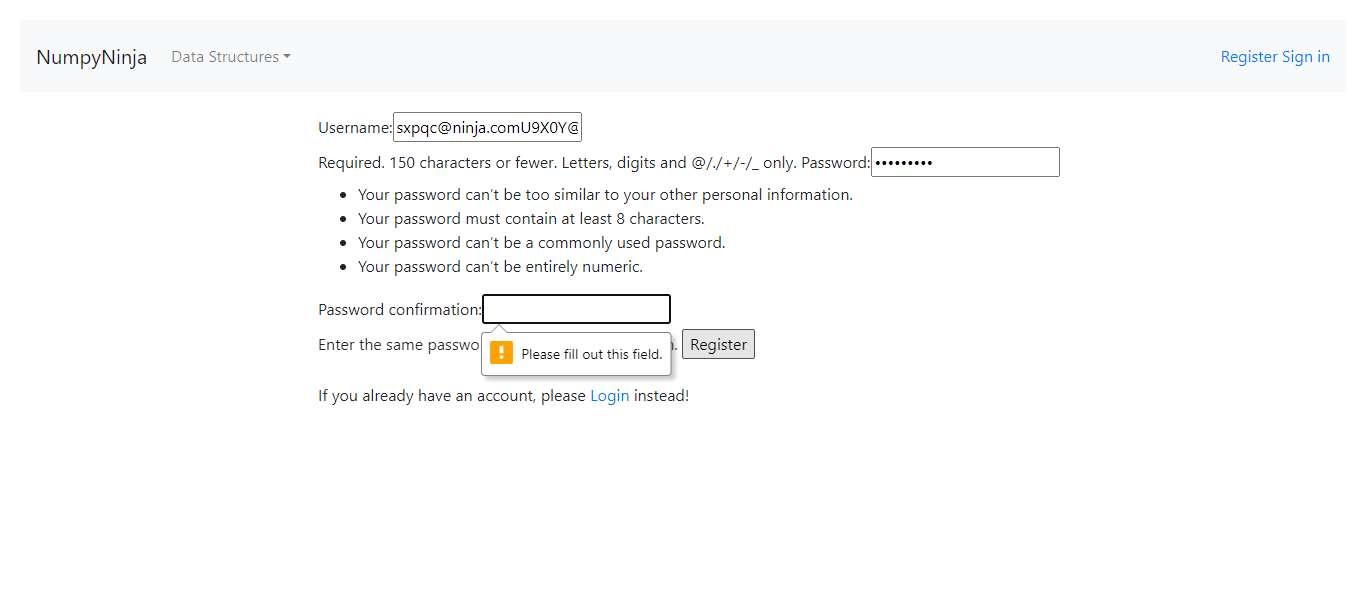 NumpyNinja Data Structures Register Sign in
Username: sxpqc@ninja.comU9X0Y@
Required. 150 characters or fewer. Letters, digits and @/./+/-/_ only. Password: •••••••••
Your password can't be too similar to your other personal information.
Your password must contain at least 8 characters.
Your password can't be a commonly used password.
Your password can't be entirely numeric.
Password confirmation:
Enter the same Register
Please fill out this field.
If you already have an account, please Login instead!